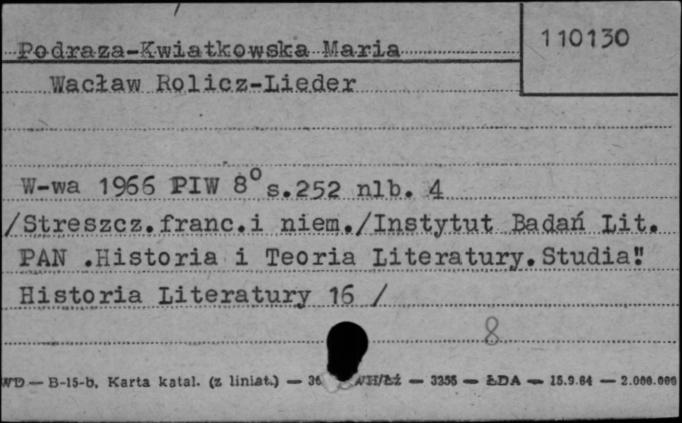 110130
Podraza-Kwiatkowska Maria
Wacław Rolicz-Lieder
W-wa 1966 PIW 8° s.252 nlb. 4
/Streszcz.franc.i niem./Instytut Badań Lit.
PAN .Historia i Teoria Literatury.Studia"
Historia Literatury 16 /
8
WD — B-15-b, Karta katal. (z liniat.) — 36 WH/Łż — 3355 — ŁDA — 15.9.64 — 2.000.000